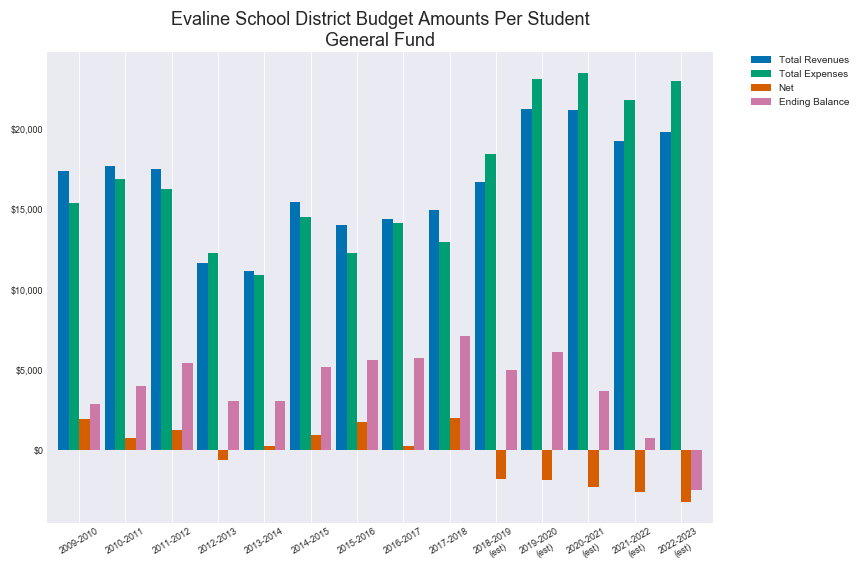 Evaline School District Budget Amounts Per Student
General Fund
Total Revenues
Total Expenses
Net
Ending Balance
$20,000
$15,000
$10,000
$5,000
$0
2009-2010
2010-2011
2011-2012
2012-2013
2013-2014
2014-2015
2015-2016
2016-2017
2017-2018
2018-2019
(est)
2019-2020
(est)
2020-2021
(est)
2021-2022
(est)
2022-2023
(est)